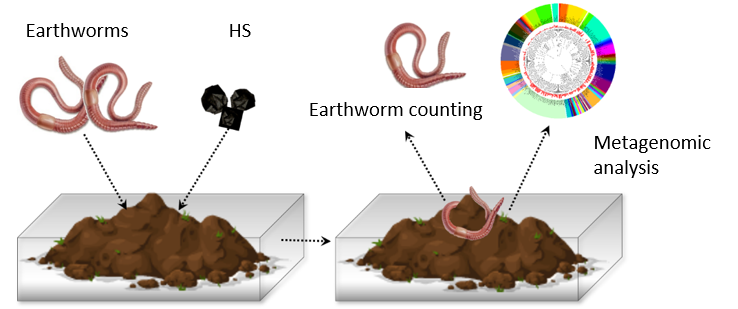 Earthworms
HS
Earthworm counting
Metagenomic
analysis